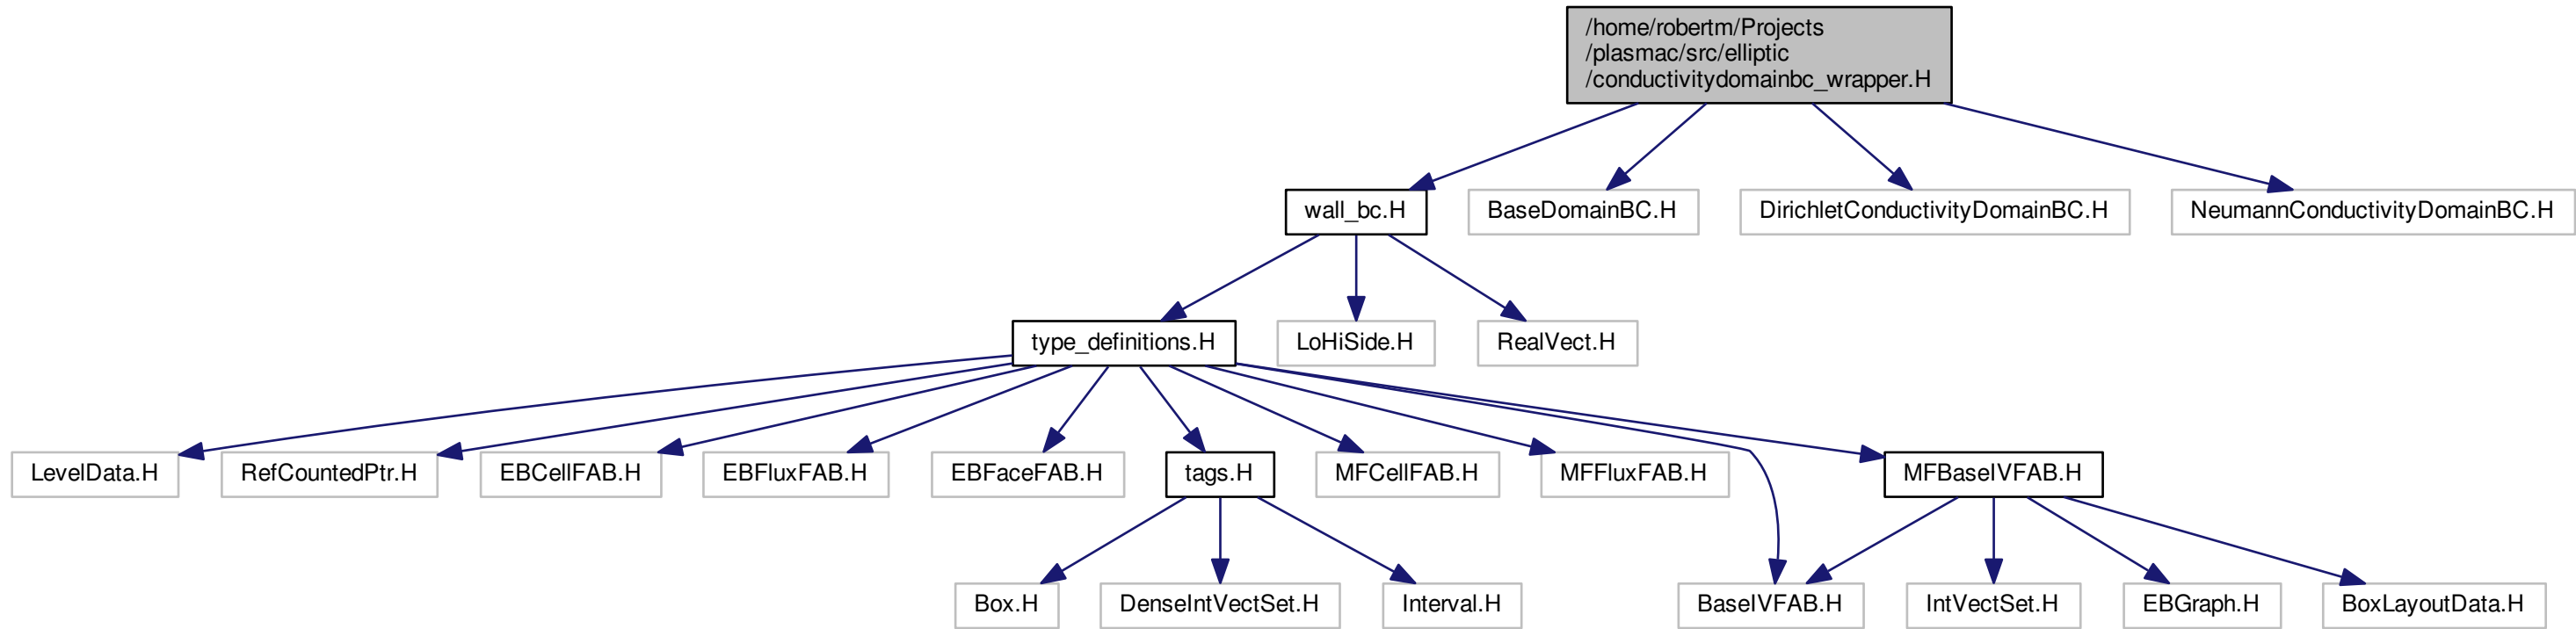 /home/robertm/Projects
/plasmac/src/elliptic
/conductivitydomainbc_wrapper.H
wall_bc.H
BaseDomainBC.H
DirichletConductivityDomainBC.H
NeumannConductivityDomainBC.H
type_definitions.H
LoHiSide.H
RealVect.H
LevelData.H
RefCountedPtr.H
EBCellFAB.H
EBFluxFAB.H
EBFaceFAB.H
tags.H
MFCellFAB.H
MFFluxFAB.H
MFBaseIVFAB.H
Box.H
DenseIntVectSet.H
Interval.H
BaseIVFAB.H
IntVectSet.H
EBGraph.H
BoxLayoutData.H